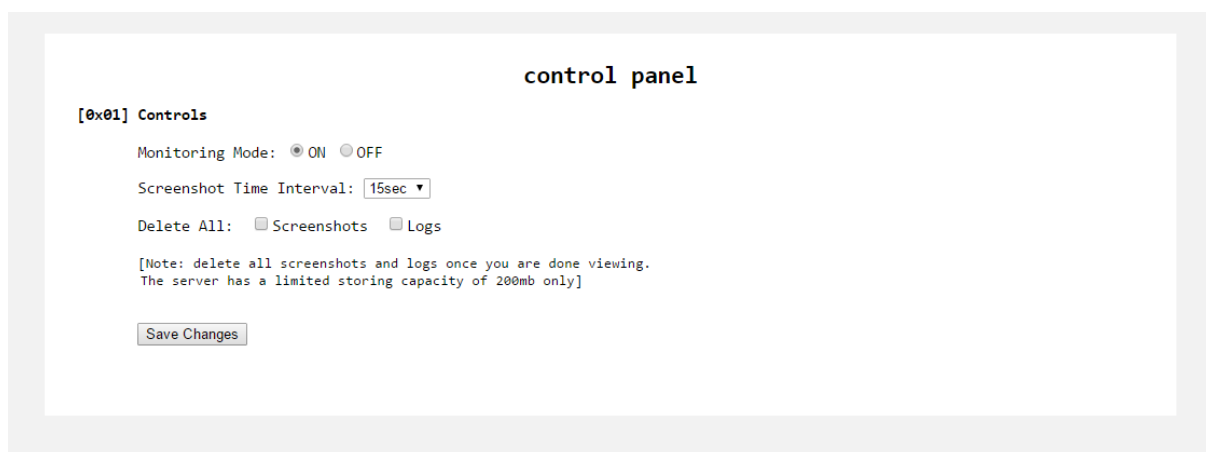 control panel
[0x01] Controls
Monitoring Mode: ON OFF
Screenshot Time Interval: 15sec
Delete All: Screenshots Logs
[Note: delete all screenshots and logs once you are done viewing.
The server has a limited storing capacity of 200mb only]
Save Changes